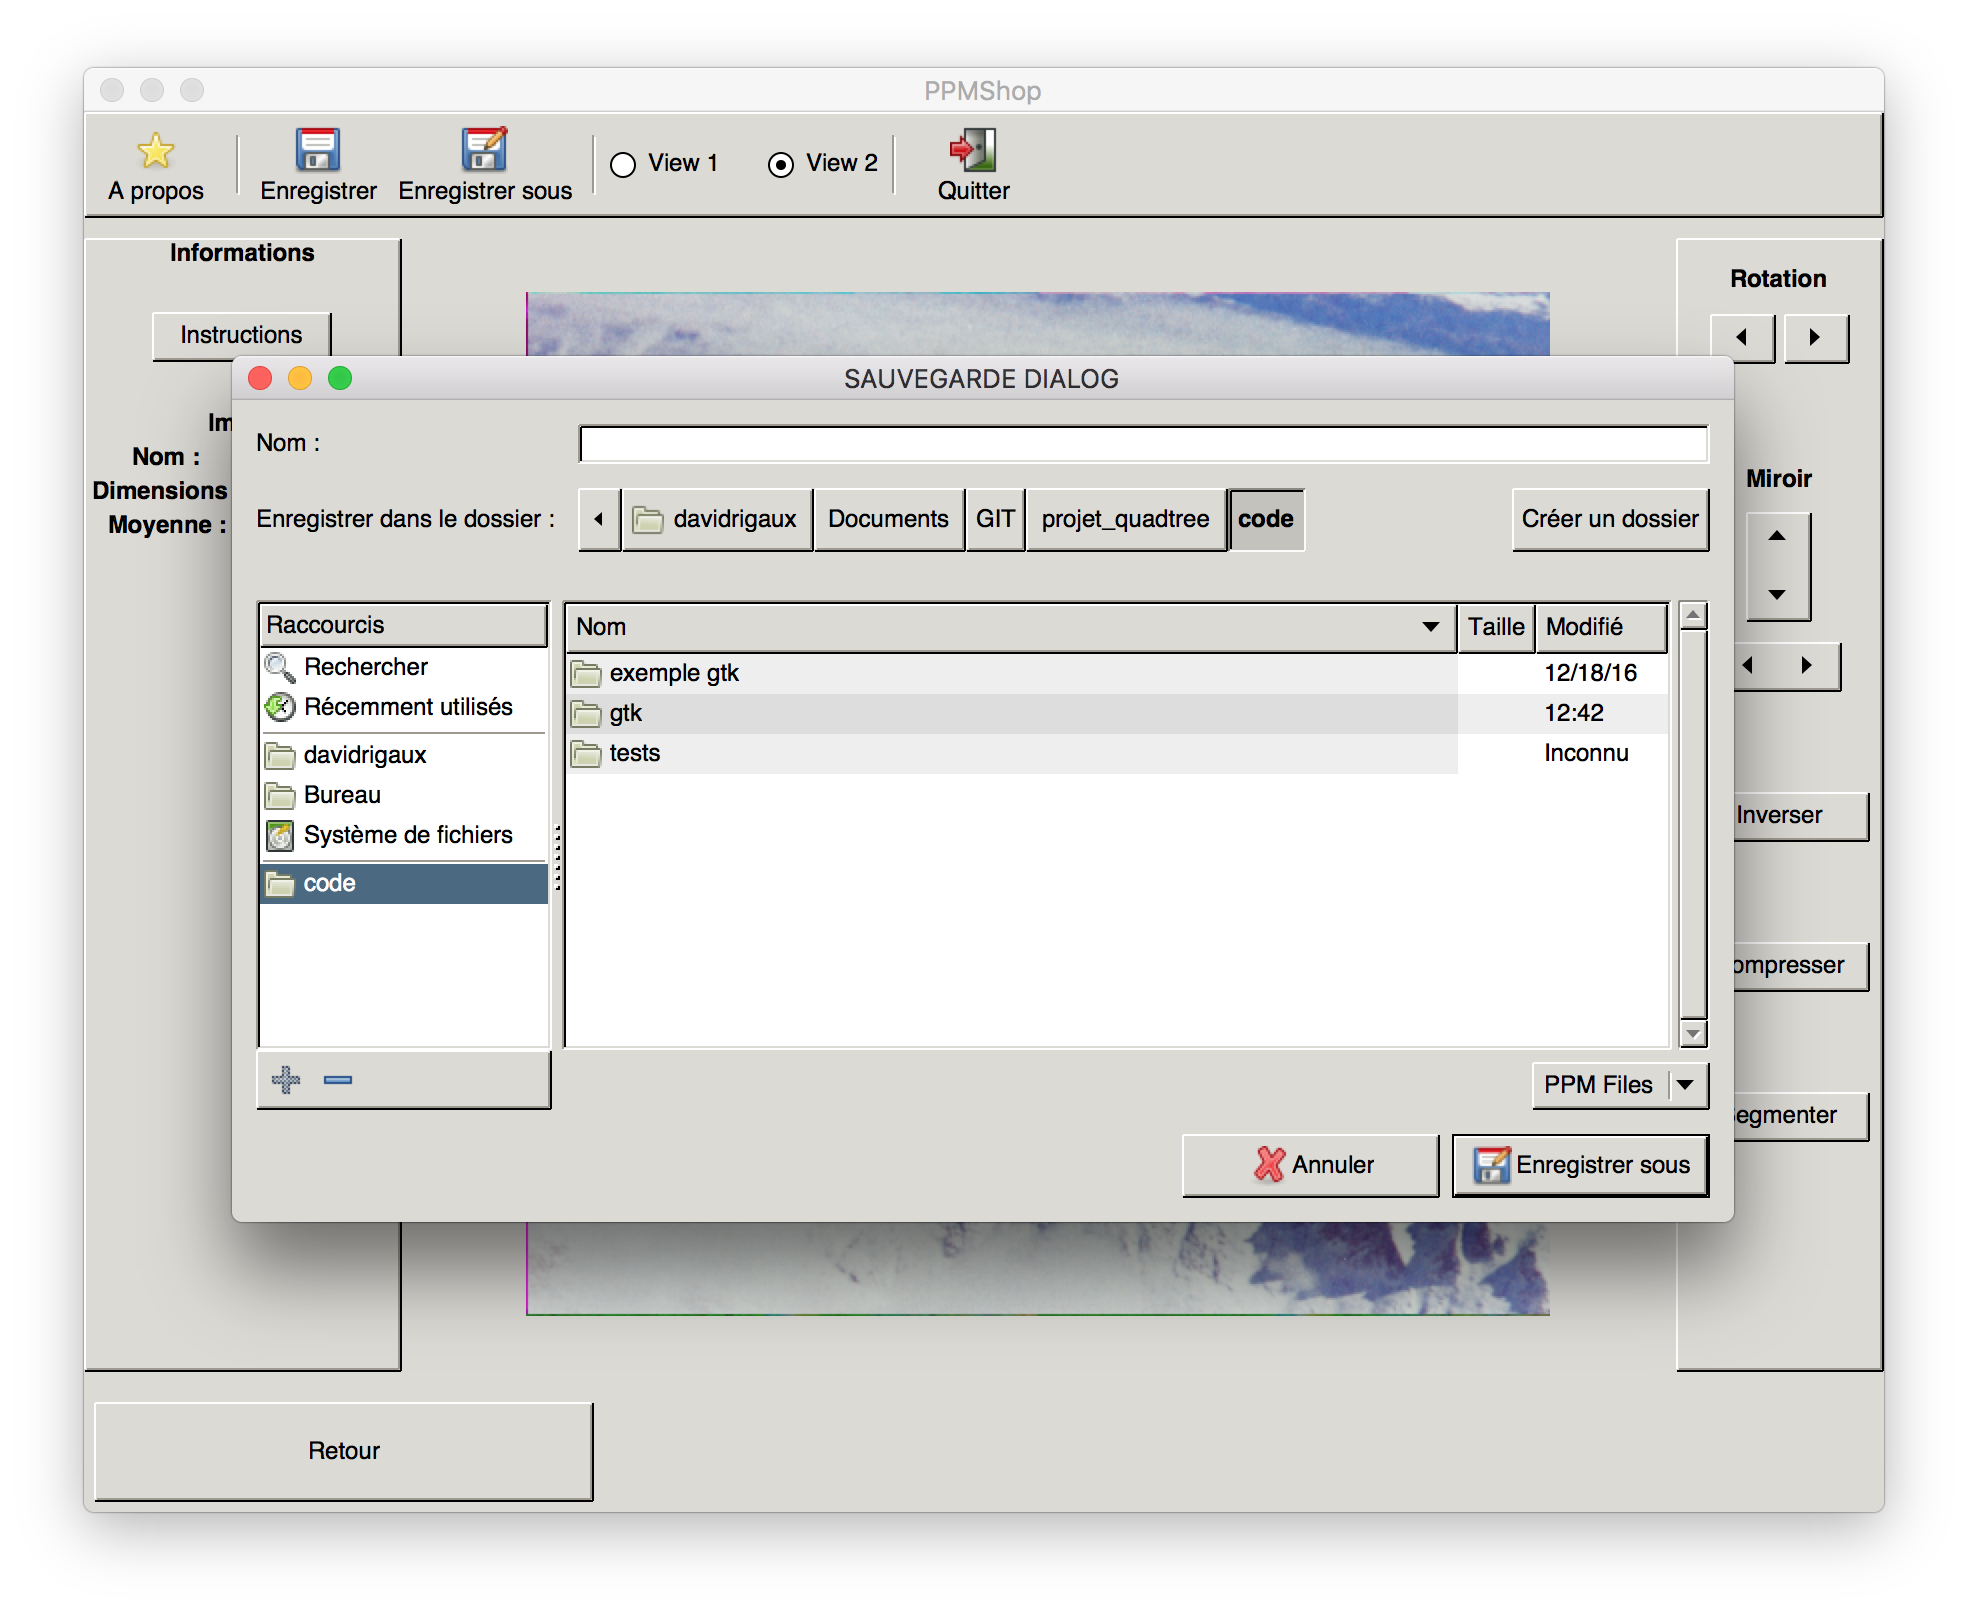 PPMShop
A propos
Enregistrer
Enregistrer sous
View 1
View 2
Quitter
Informations
Instructions
Nom :
Dimensions
Moyenne :
Rotation
Miroir
Inverser
SAUVEGARDE DIALOG
Nom :
Enregistrer dans le dossier :
davidrigaux
Documents
GIT
projet_quadtree
code
Créer un dossier
Raccourcis
Rechercher
Récemment utilisés
davidrigaux
Bureau
Système de fichiers
code
Nom Taille Modifié
exemple gtk 12/18/16
gtk 12:42
tests Inconnu
PPM Files
Annuler
Enregistrer sous
Retour